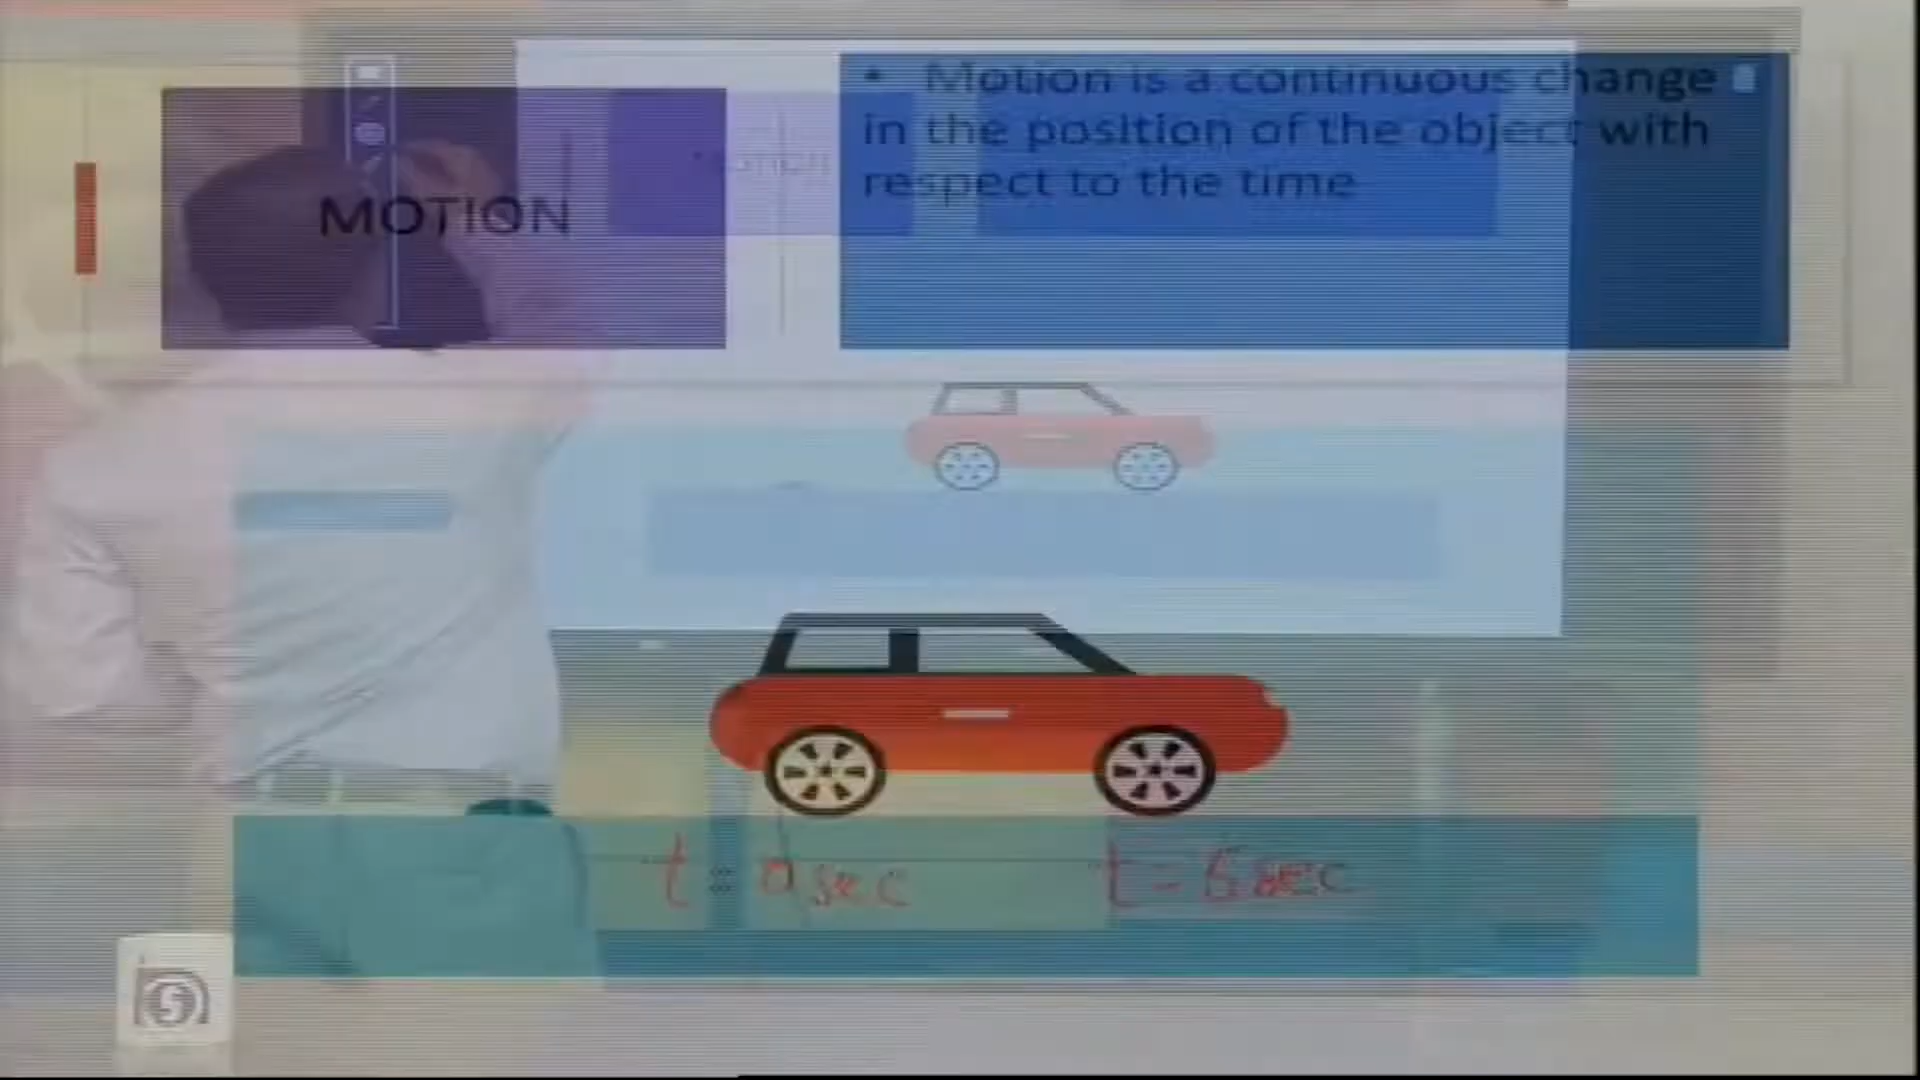 MOTION
• Motion is a continuous change
in the position of the object with
respect to the time
t = 0 sec t = 5 sec